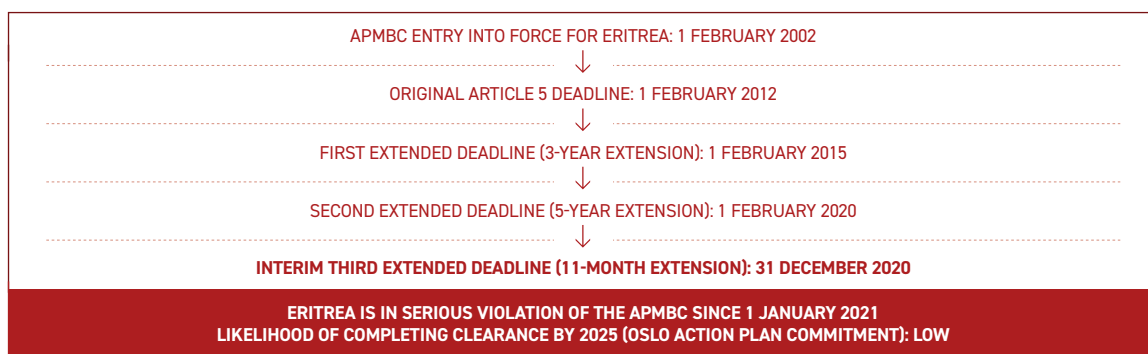 APMBC ENTRY INTO FORCE FOR ERITREA: 1 FEBRUARY 2002
ORIGINAL ARTICLE 5 DEADLINE: 1 FEBRUARY 2012
FIRST EXTENDED DEADLINE (3-YEAR EXTENSION): 1 FEBRUARY 2015
SECOND EXTENDED DEADLINE (5-YEAR EXTENSION): 1 FEBRUARY 2020
INTERIM THIRD EXTENDED DEADLINE (11-MONTH EXTENSION): 31 DECEMBER 2020
ERITREA IS IN SERIOUS VIOLATION OF THE APMBC SINCE 1 JANUARY 2021
LIKELIHOOD OF COMPLETING CLEARANCE BY 2025 (OSLO ACTION PLAN COMMITMENT): LOW